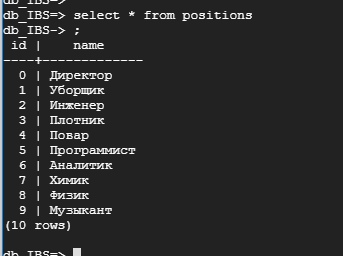 db_IBS=>
db_IBS=> select * from positions
db_IBS-> ;
 id |    name
----+-------------
  0 | Директор
  1 | Уборщик
  2 | Инженер
  3 | Плотник
  4 | Повар
  5 | Программист
  6 | Аналитик
  7 | Химик
  8 | Физик
  9 | Музыкант
(10 rows)

db_IBS=>